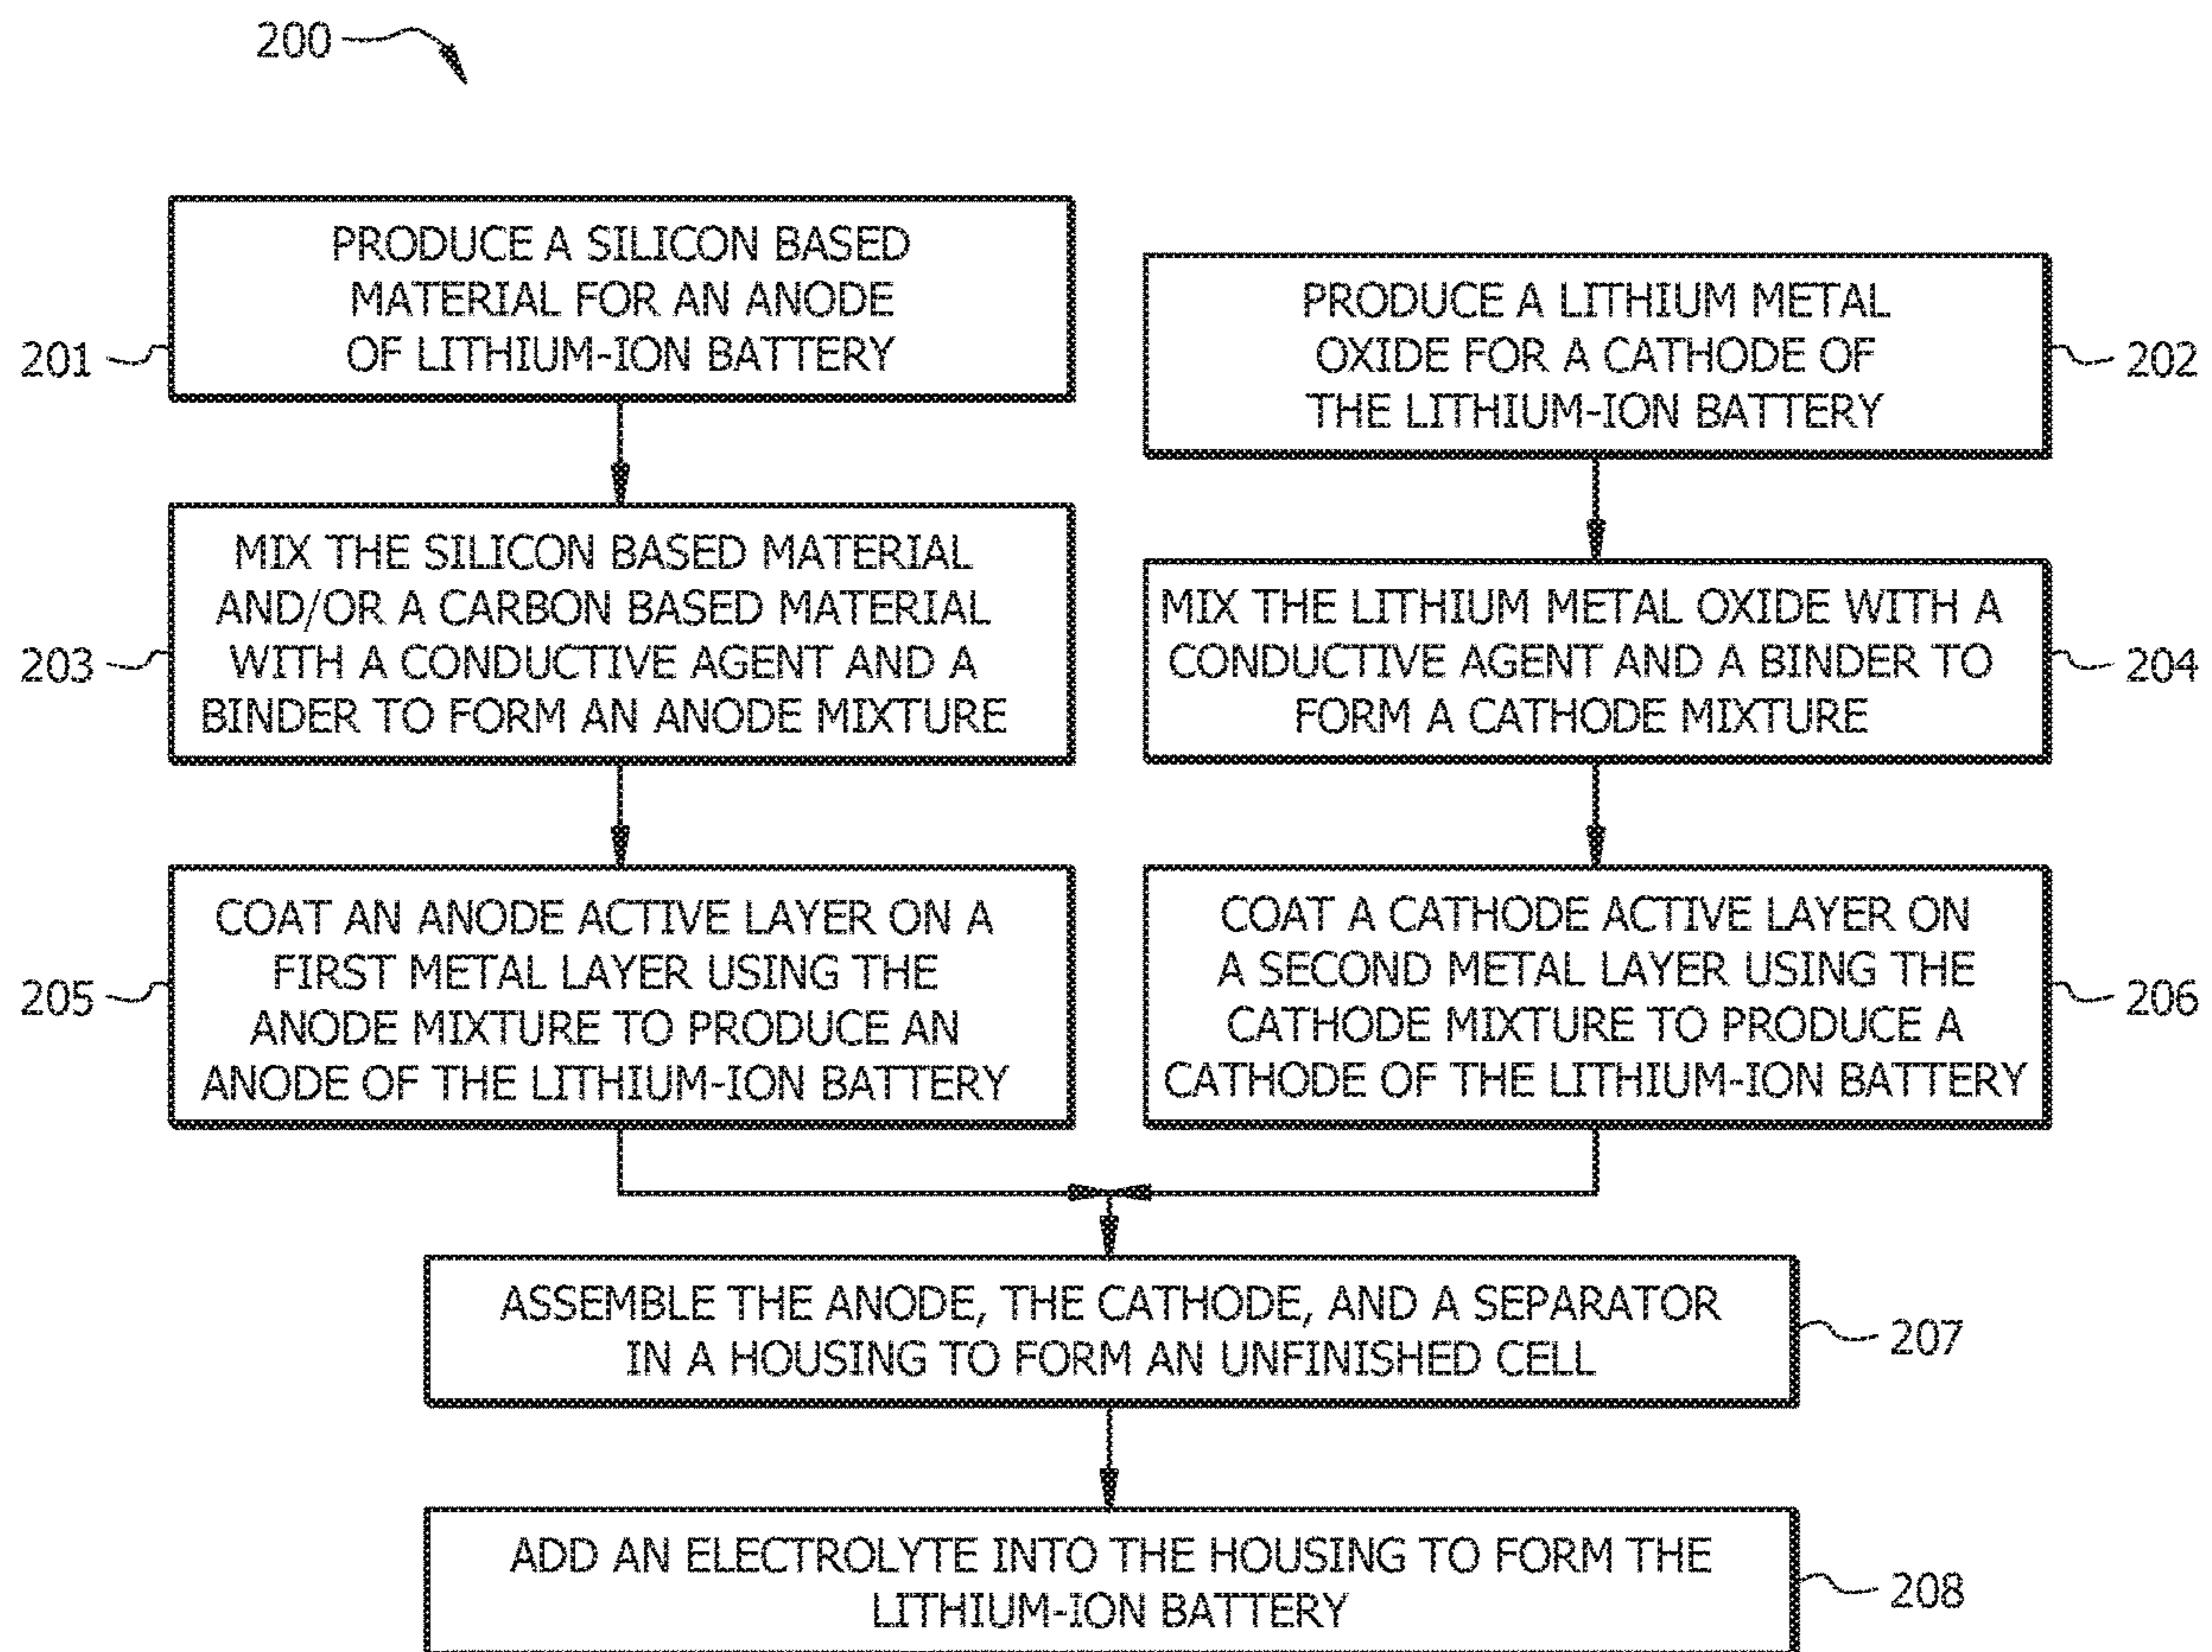 200
PRODUCE A SILICON BASED
MATERIAL FOR AN ANODE
OF LITHIUM-ION BATTERY
201
PRODUCE A LITHIUM METAL
OXIDE FOR A CATHODE OF
THE LITHIUM-ION BATTERY
202
MIX THE SILICON BASED MATERIAL
AND/OR A CARBON BASED MATERIAL
WITH A CONDUCTIVE AGENT AND A
BINDER TO FORM AN ANODE MIXTURE
203
MIX THE LITHIUM METAL OXIDE WITH A
CONDUCTIVE AGENT AND A BINDER TO
FORM A CATHODE MIXTURE
204
COAT AN ANODE ACTIVE LAYER ON A
FIRST METAL LAYER USING THE
ANODE MIXTURE TO PRODUCE AN
ANODE OF THE LITHIUM-ION BATTERY
205
COAT A CATHODE ACTIVE LAYER ON
A SECOND METAL LAYER USING THE
CATHODE MIXTURE TO PRODUCE A
CATHODE OF THE LITHIUM-ION BATTERY
206
ASSEMBLE THE ANODE, THE CATHODE, AND A SEPARATOR
IN A HOUSING TO FORM AN UNFINISHED CELL
207
ADD AN ELECTROLYTE INTO THE HOUSING TO FORM THE
LITHIUM-ION BATTERY
208